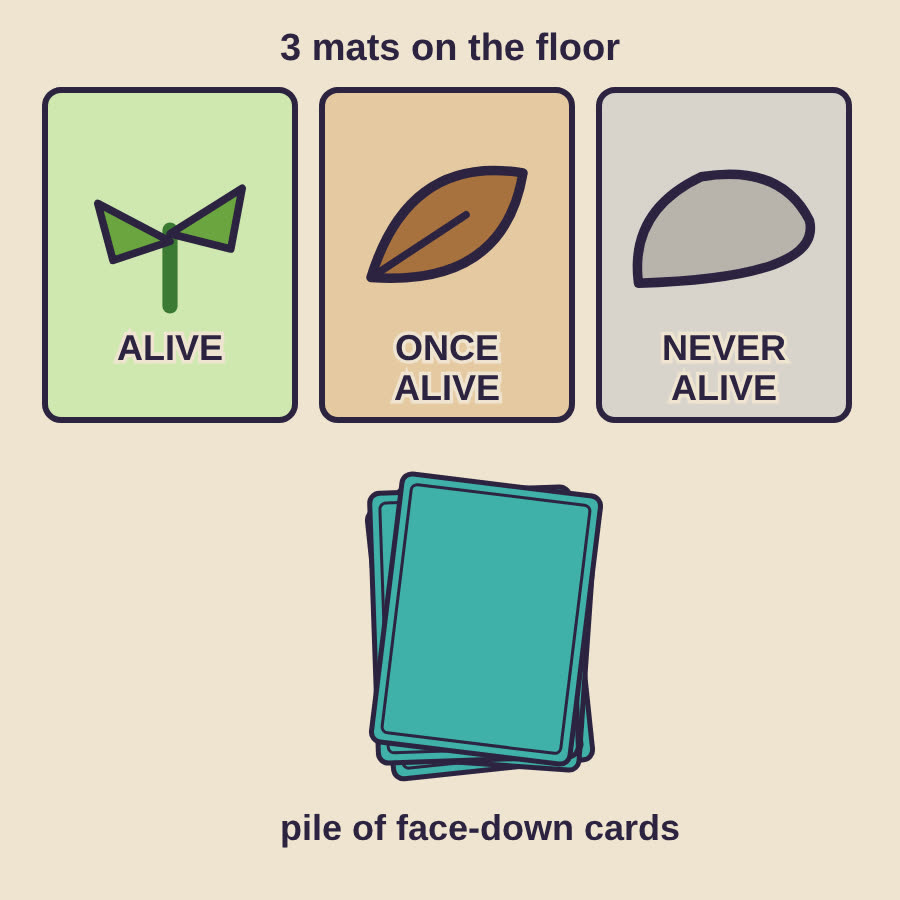 3 mats on the floor
ALIVE
ONCE
ALIVE
NEVER
ALIVE
pile of face-down cards